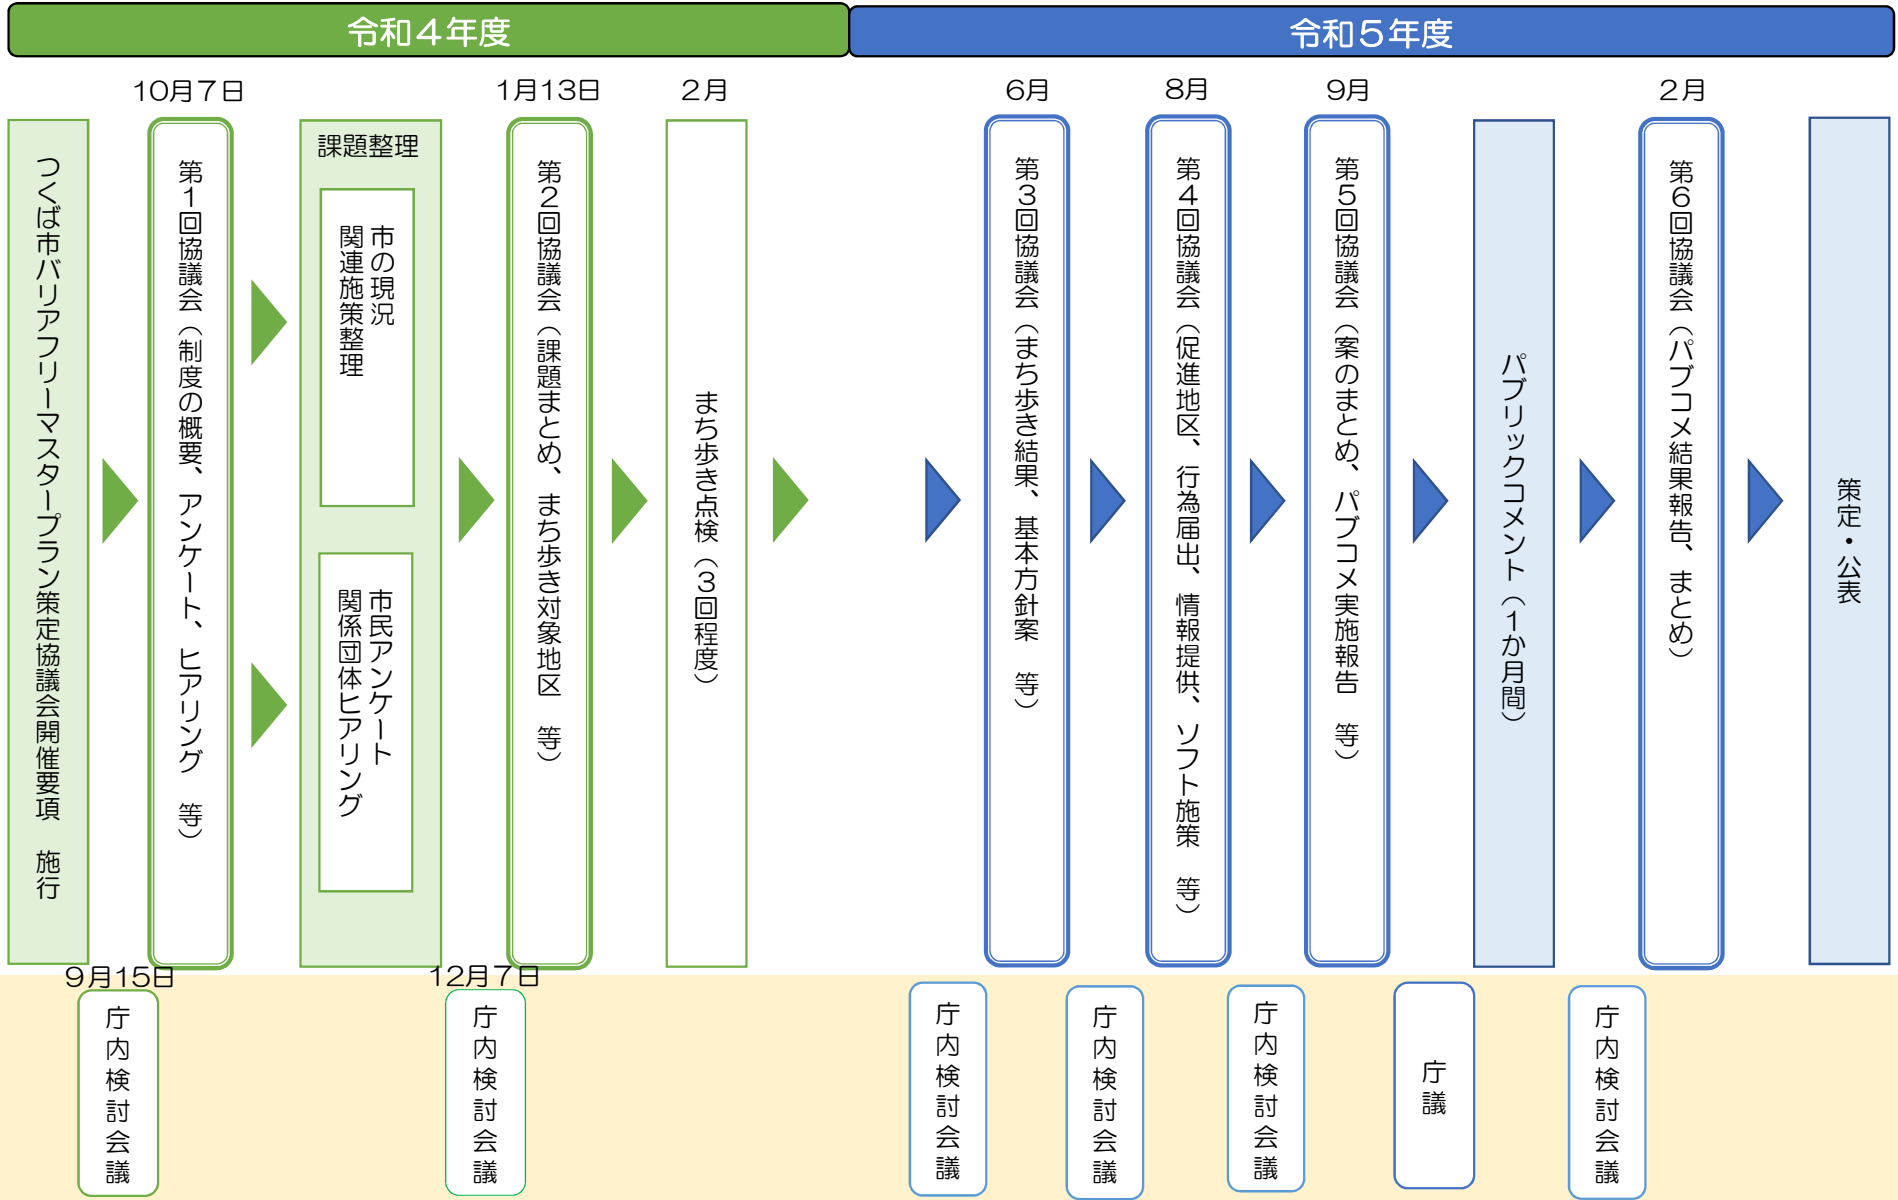 令和４年度
令和５年度
10月７日
1月13日
２月
6月
8月
9月
２月
つくば市バリアフリーマスタープラン策定協議会開催要項　施行
第１回協議会（制度の概要、アンケート、ヒアリング　等）
課題整理
市の現況
関連施策整理
市民アンケート
関係団体ヒアリング
第２回協議会（課題まとめ、まち歩き対象地区　等）
まち歩き点検（３回程度）
第３回協議会（まち歩き結果、基本方針案　等）
第４回協議会（促進地区、行為届出、情報提供、ソフト施策　等）
第５回協議会（案のまとめ、パブコメ実施報告　等）
パブリックコメント（１か月間）
第６回協議会（パブコメ結果報告、まとめ）
策定・公表
9月15日
12月7日
庁内検討会議
庁内検討会議
庁内検討会議
庁内検討会議
庁内検討会議
庁議
庁内検討会議